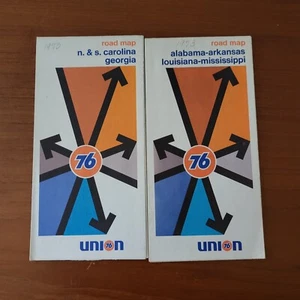 road map
n. & s. carolina
georgia
76
union
76
road map
alabama-arkansas
louisiana-mississippi
76
union
76